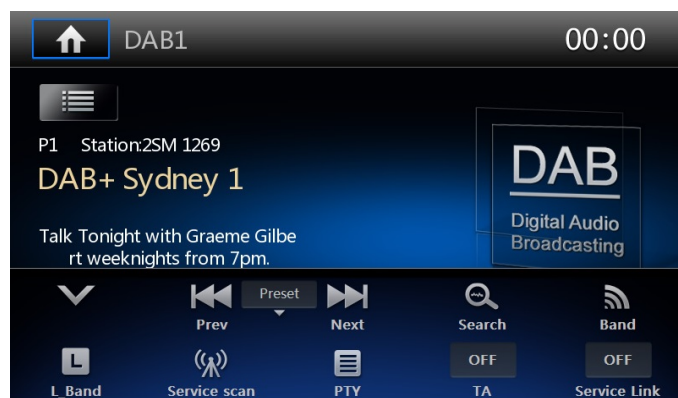 DAB1
00:00
P1 Station:2SM 1269
DAB+ Sydney 1
Talk Tonight with Graeme Gilbe
rt weeknights from 7pm.
DAB
Digital Audio
Broadcasting
Preset
Prev
Next
Search
Band
L
OFF
OFF
L Band
Service scan
PTY
TA
Service Link